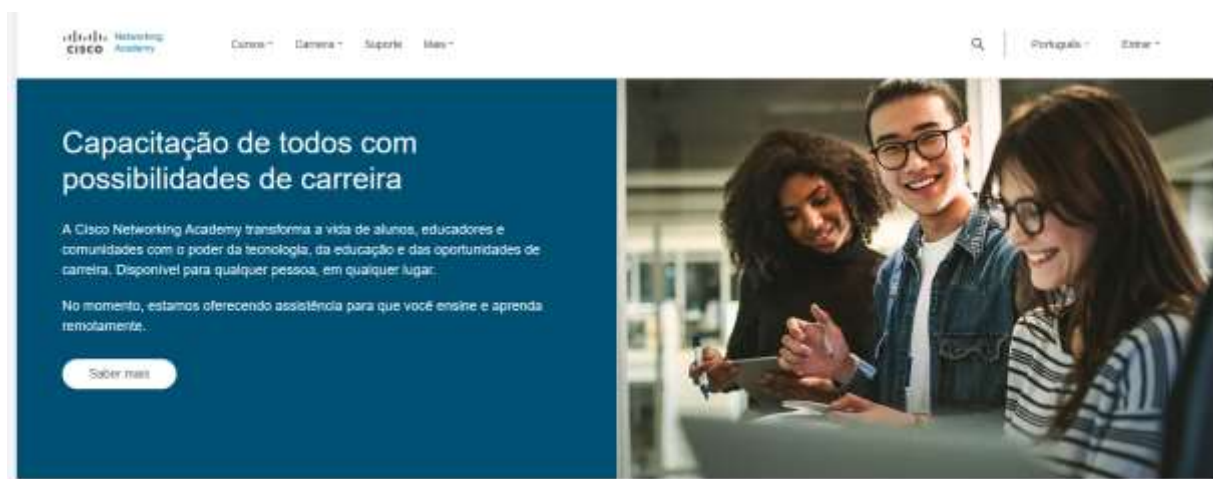 CISCO Networking
Academy
Cursos Carreira Suporte Mais
Português Entrar
Capacitação de todos com
possibilidades de carreira
A Cisco Networking Academy transforma a vida de alunos, educadores e
comunidades com o poder da tecnologia, da educação e das oportunidades de
carreira. Disponível para qualquer pessoa, em qualquer lugar.
No momento, estamos oferecendo assistência para que você ensine e aprenda
remotamente.
Saber mais